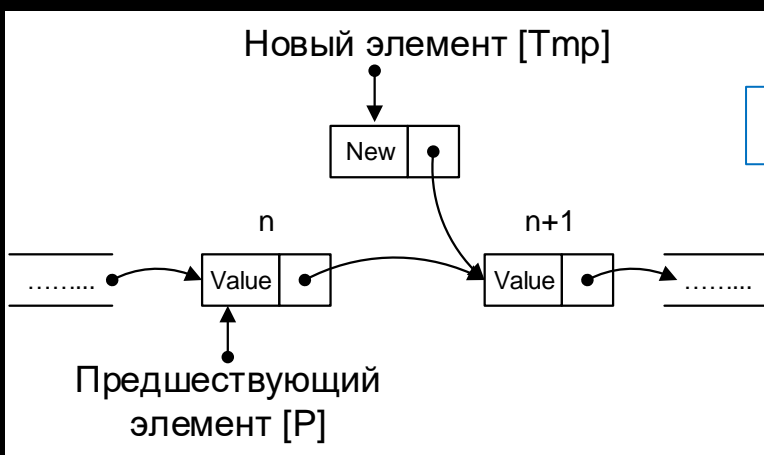 Новый элемент [Tmp]
New
n
n+1
……...
Value
Value
……...
Предшествующий
элемент [P]